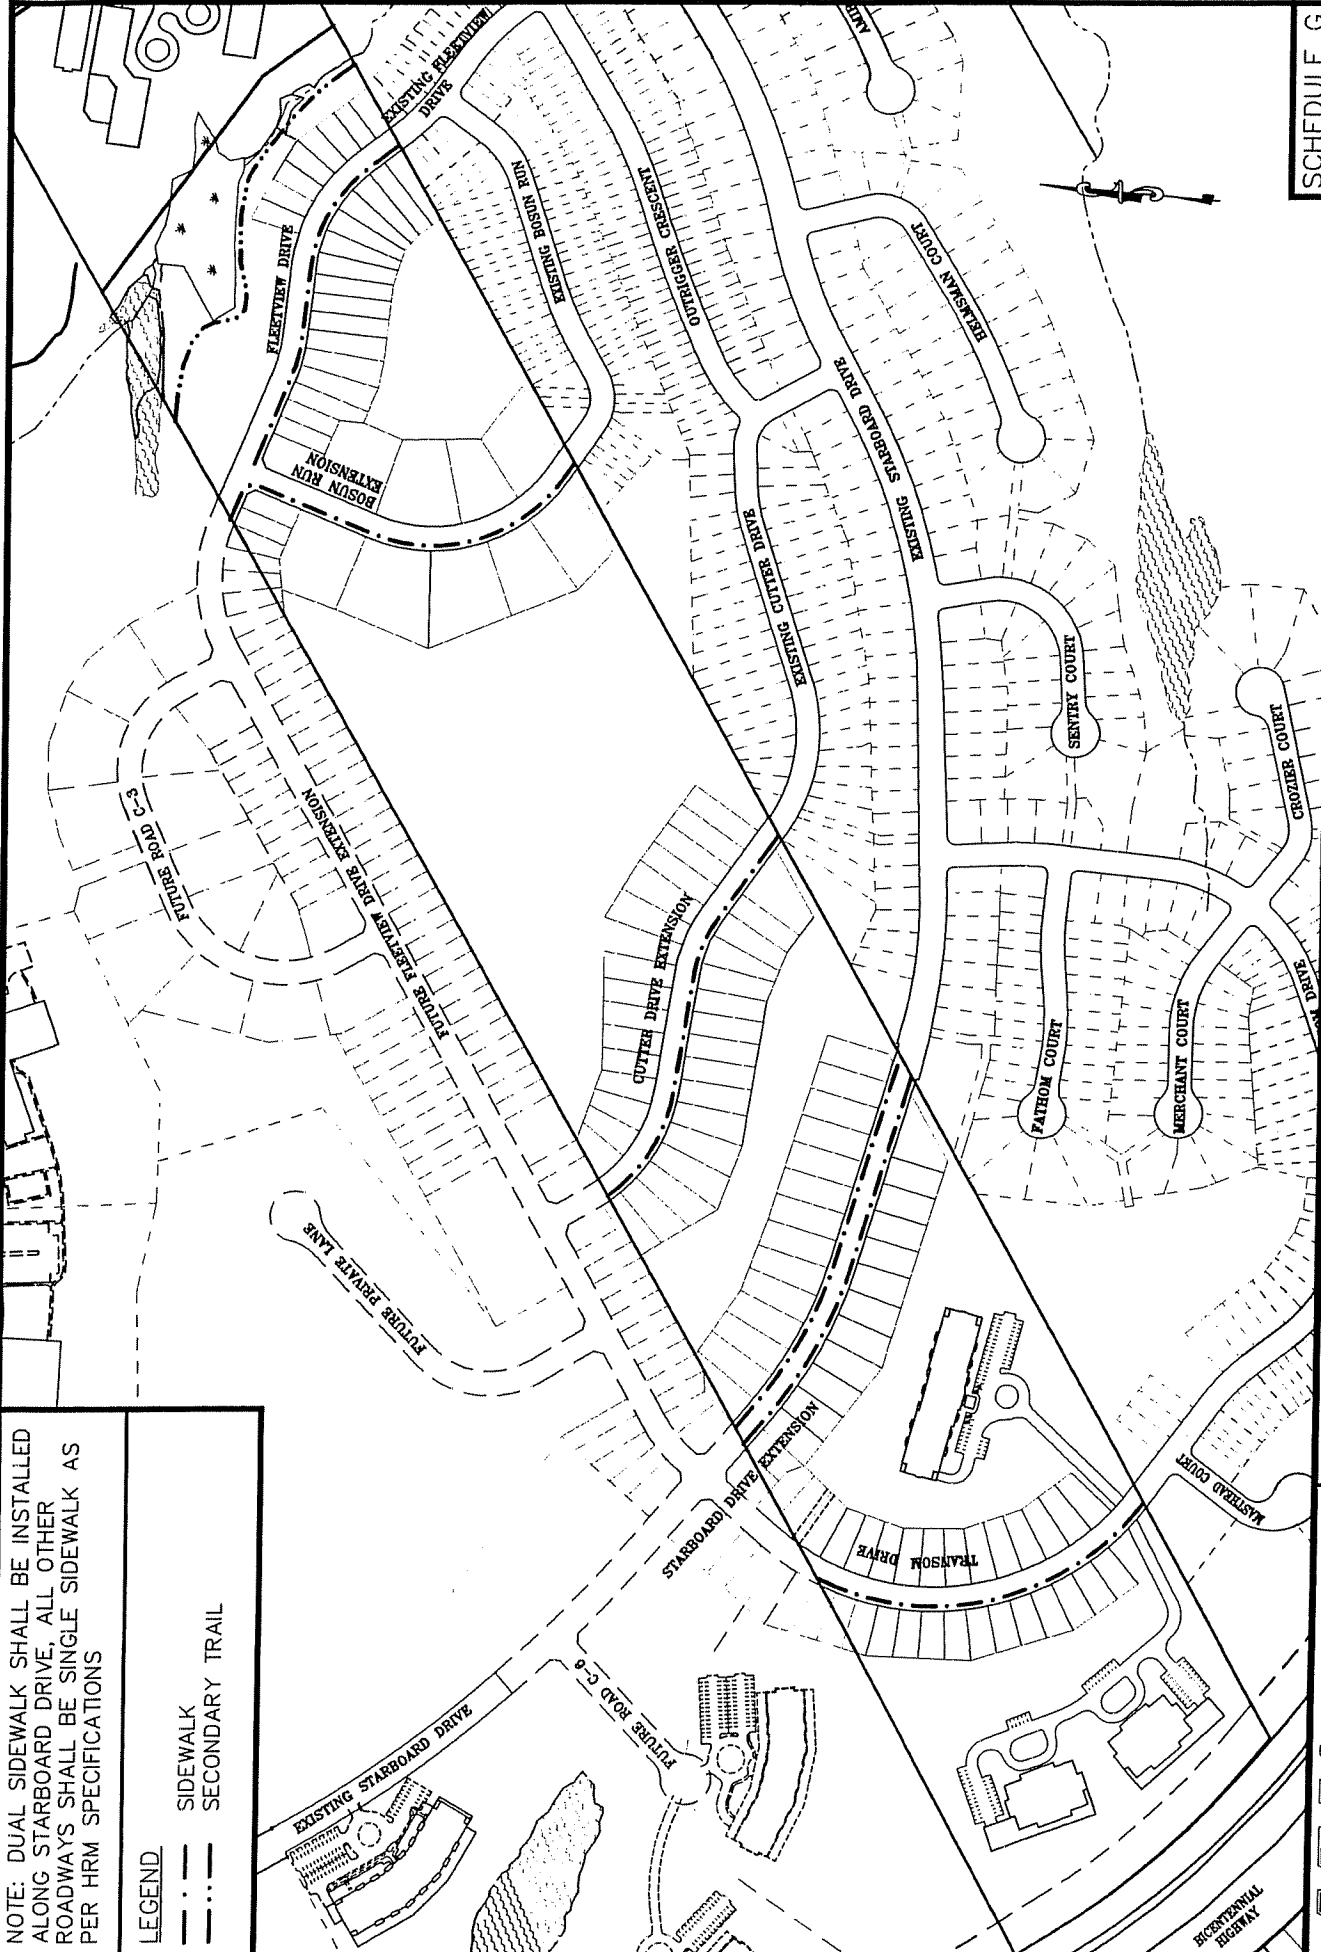 NOTE: DUAL SIDEWALK SHALL BE INSTALLED
ALONG STARBOARD DRIVE, ALL OTHER
ROADWAYS SHALL BE SINGLE SIDEWALK AS
PER HRM SPECIFICATIONS
LEGEND
SIDEWALK
SECONDARY TRAIL
SCHEDULE G
EXISTING FLEETVIEW
DRIVE
FLEETVIEW DRIVE
EXISTING BOSUN RUN
BOSUN RUN
EXTENSION
OUTRIGGER CRESCENT
HELMSMAN COURT
EXISTING STARBOARD DRIVE
EXISTING CUTTER DRIVE
SENTRY COURT
CROZIER COURT
FUTURE ROAD C-3
FUTURE FLEETVIEW DRIVE EXTENSION
CUTTER DRIVE EXTENSION
FATHOM COURT
MERCHANT COURT
DRIVE
FUTURE PRIVATE LANE
STARBOARD DRIVE EXTENSION
TRANSOM DRIVE
MASTHEAD COURT
EXISTING STARBOARD DRIVE
FUTURE ROAD C-6
BICENTENNIAL
HIGHWAY